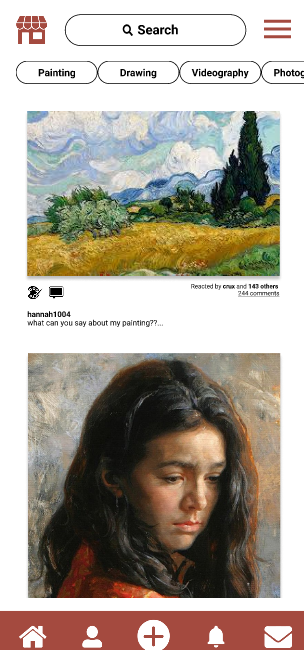 Search
Painting Drawing Videography Photog
Reacted by crux and 143 others
244 comments
hannah1004
what can you say about my painting??...